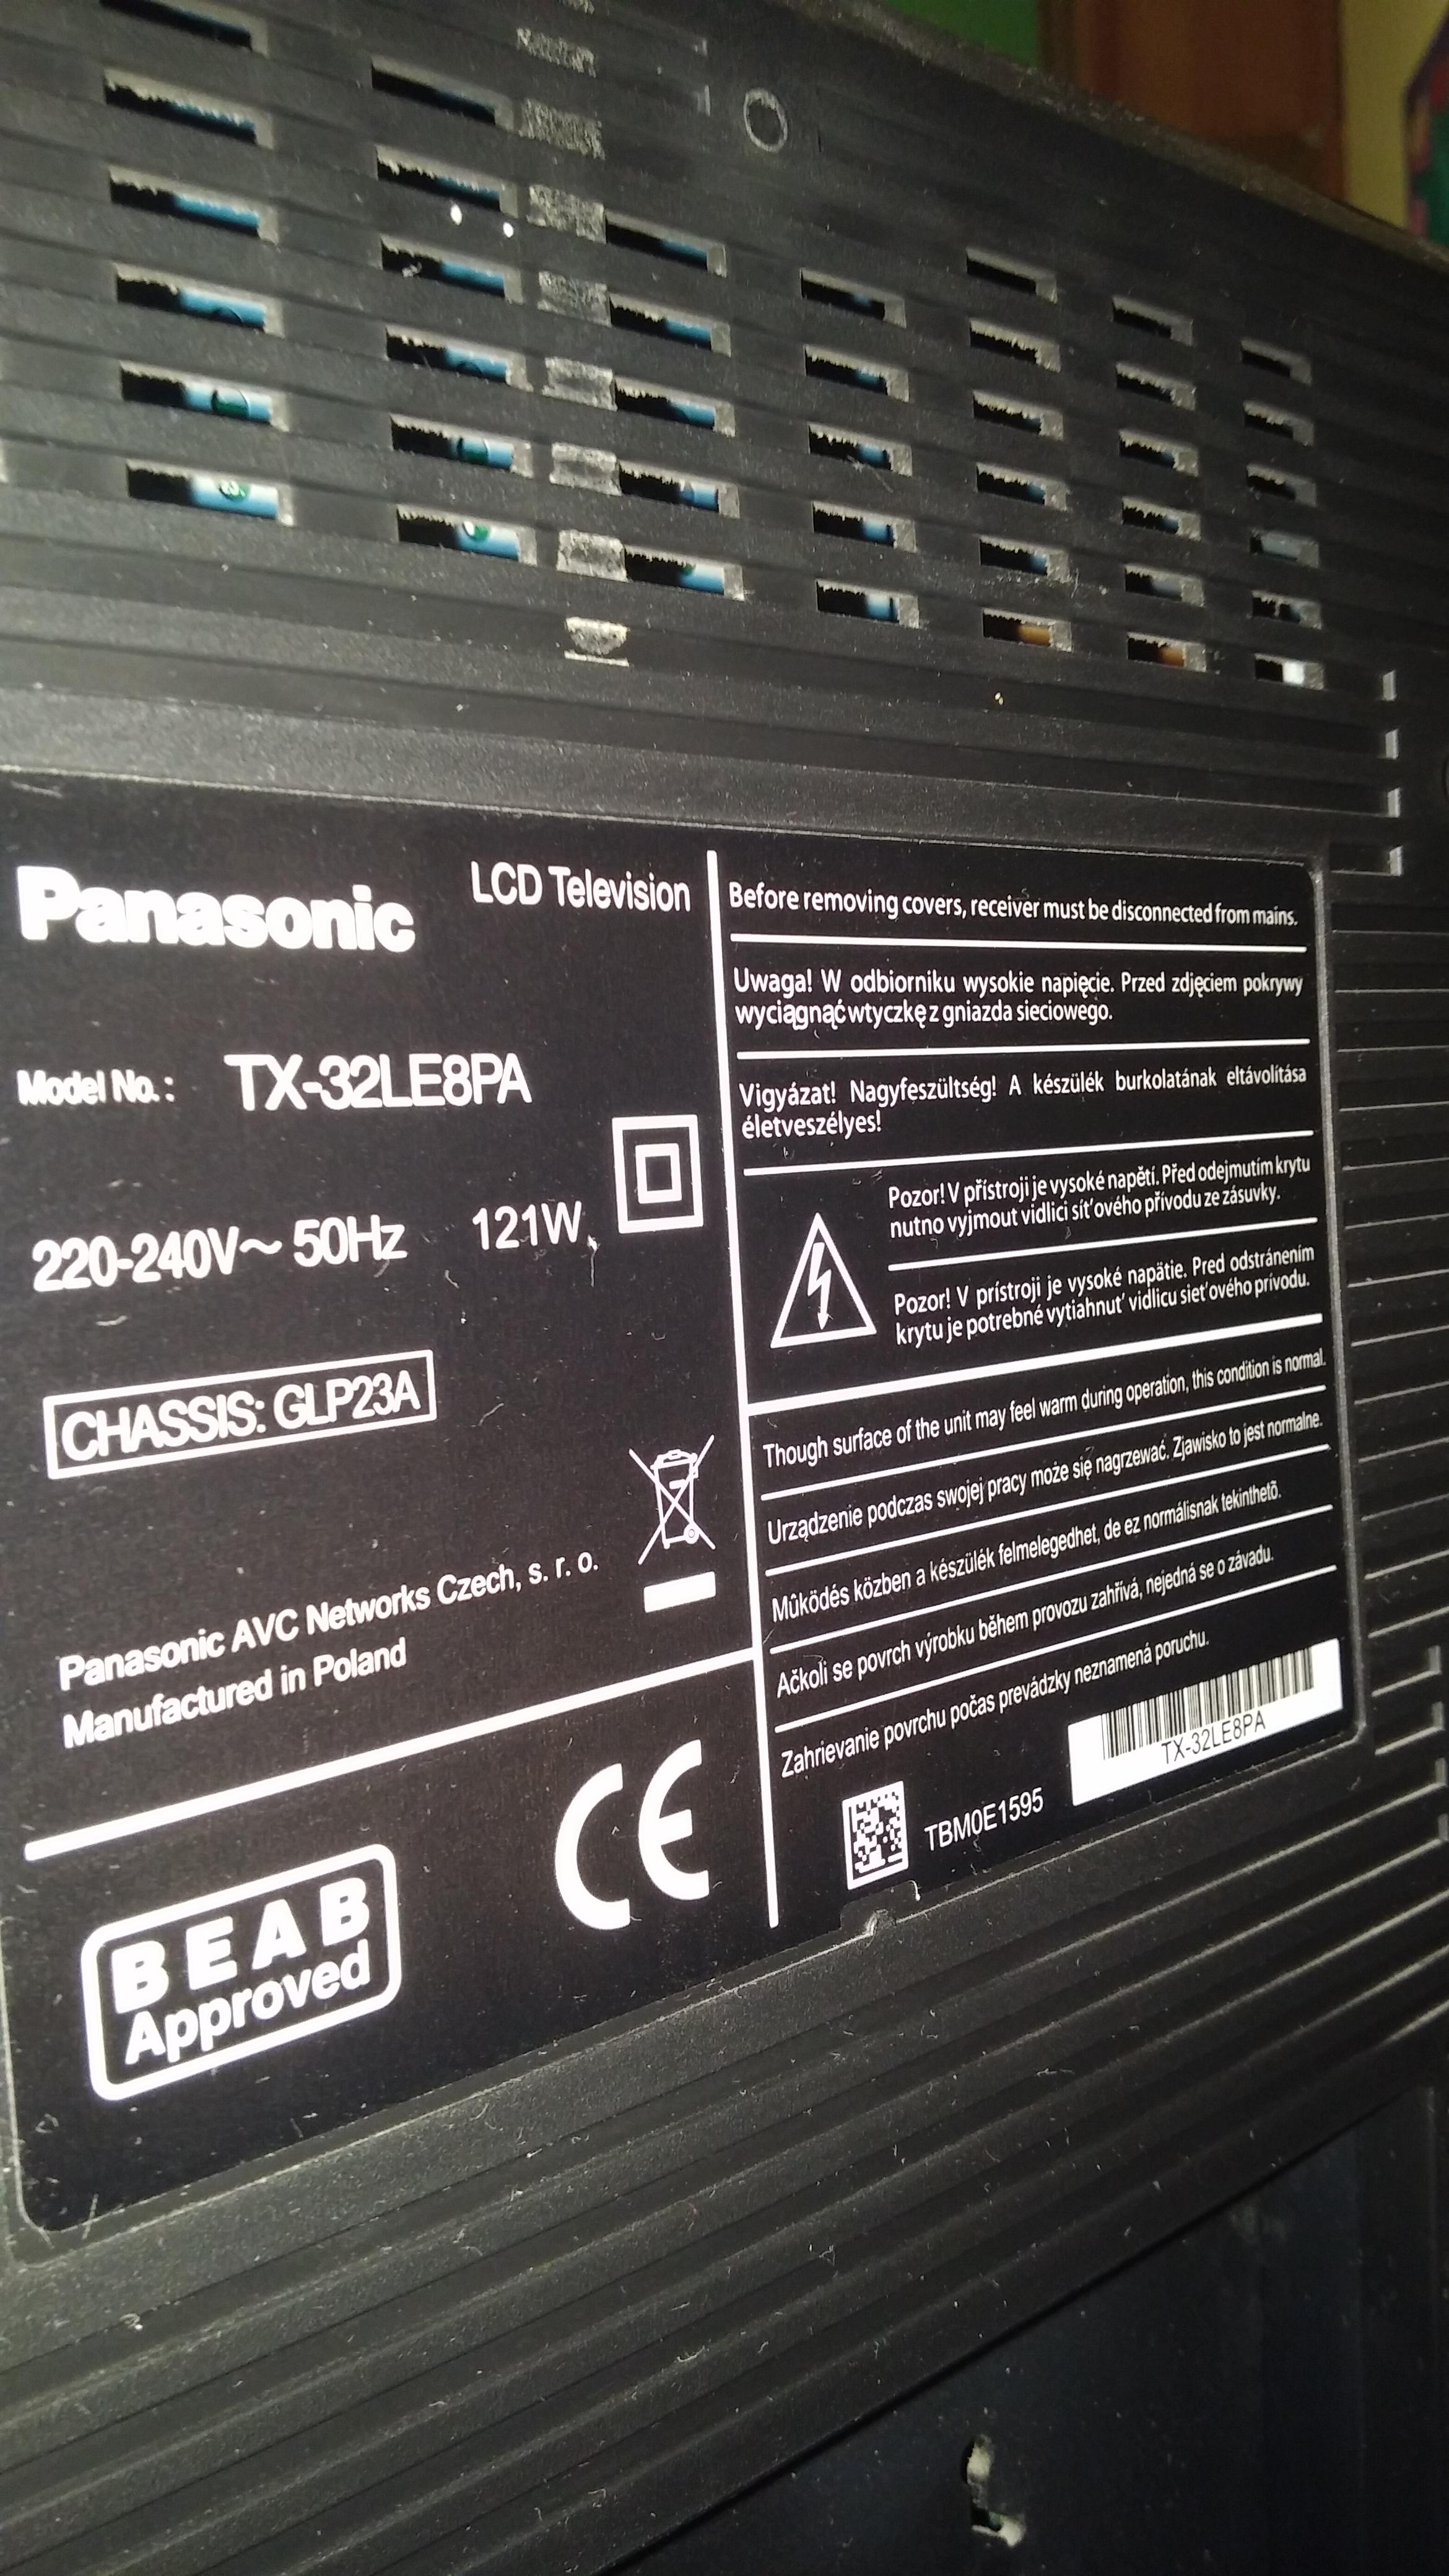 Panasonic
LCD Television
Model No.: TX-32LE8PA
220-240V~ 50Hz 121W
CHASSIS: GLP23A
Panasonic AVC Networks Czech, s. r. o.
Manufactured in Poland
BEAB
Approved
CE
Before removing covers, receiver must be disconnected from mains.
Uwaga! W odbiorniku wysokie napięcie. Przed zdjęciem pokrywy
wyciągnąć wtyczkę z gniazda sieciowego.
Vigyázat! Nagyfeszültség! A készülék burkolatának eltávolítása
életveszélyes!
Pozor! V přístroji je vysoké napětí. Před odejmutím krytu
nutno vyjmout vidlici síťového přívodu ze zásuvky.
Pozor! V prístroji je vysoké napätie. Pred odstránením
krytu je potrebné vytiahnuť vidlicu sieťového prívodu.
Though surface of the unit may feel warm during operation, this condition is normal.
Urządzenie podczas swojej pracy może się nagrzewać. Zjawisko to jest normalne.
Mûködés közben a készülék felmelegedhet, de ez normálisnak tekinthetõ.
Ačkoli se povrch výrobku během provozu zahřívá, nejedná se o závadu.
Zahrievanie povrchu počas prevádzky neznamená poruchu.
TBM0E1595
TX-32LE8PA